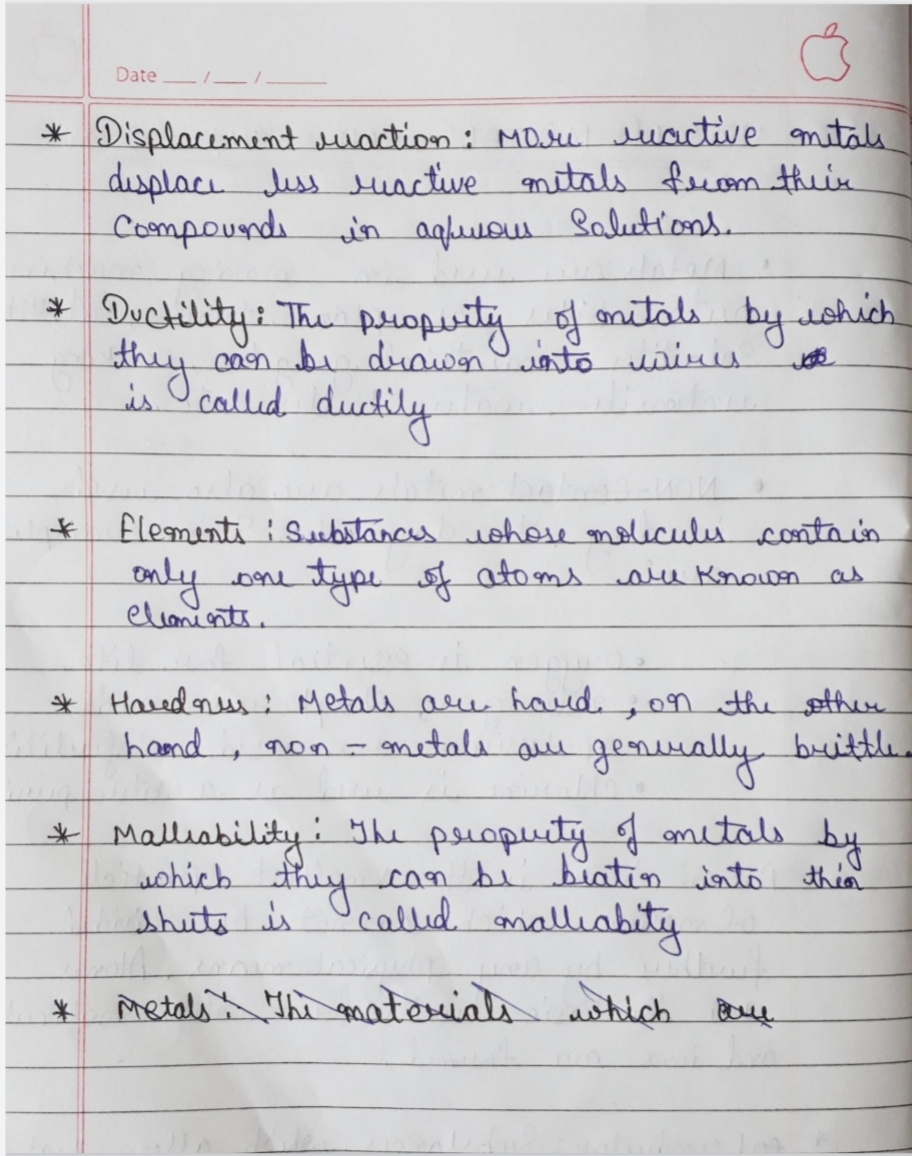 Date __ / __ / ____
* Displacement reaction : More reactive metals
displace less reactive metals from their
Compounds in aqueous Solutions.
* Ductility : The property of metals by which
they can be drawn into wires
is called ductily
* Elements : Substances whose molecules contain
only one type of atoms are known as
elements.
* Hardness : Metals are hard. , on the other
hand , non - metals are generally brittle.
* Malleability : The property of metals by
which they can be beaten into thin
sheets is called malleabity
* Metals : The materials which are